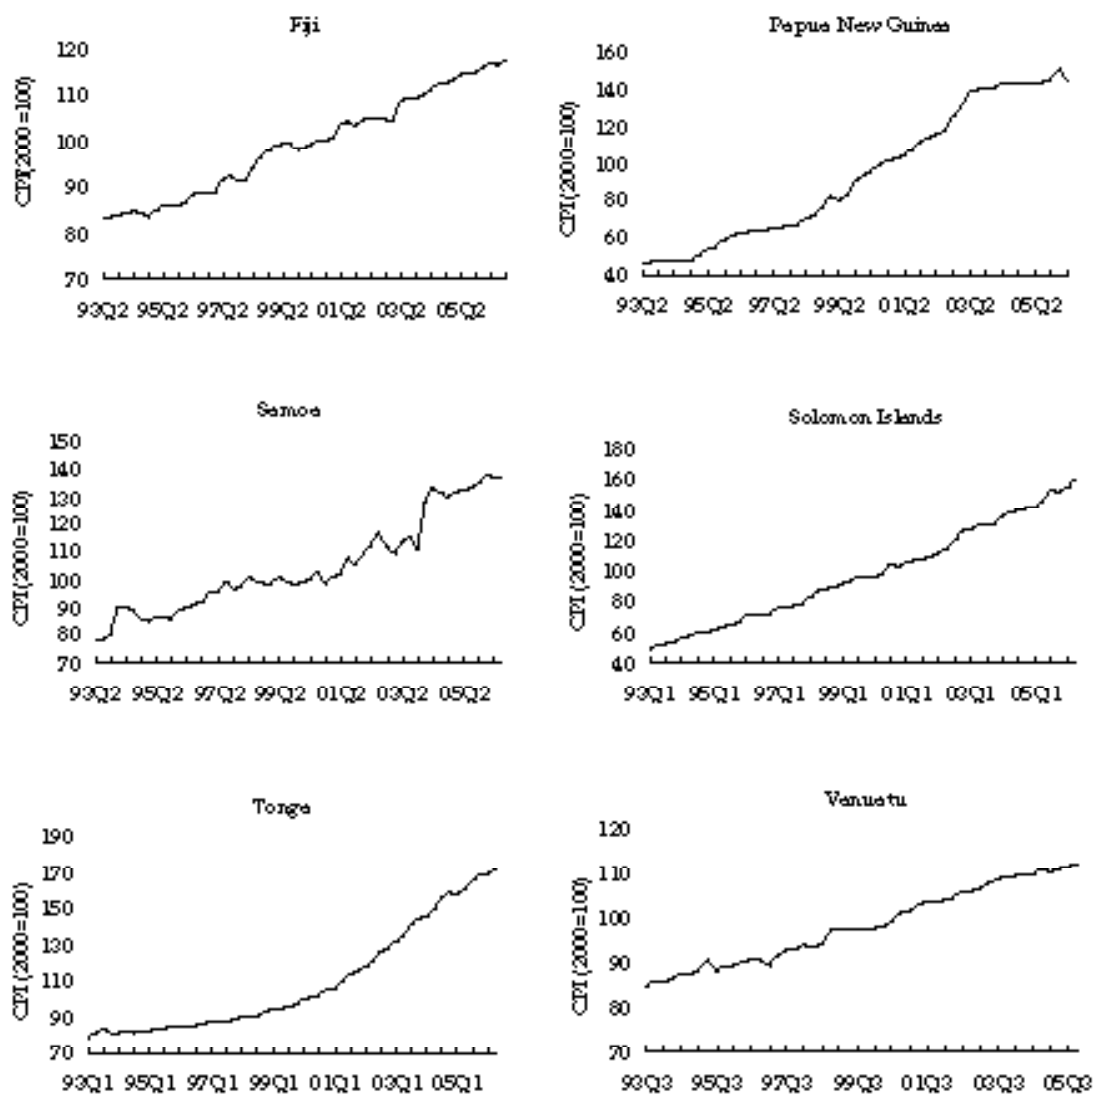 Fiji
CPI(2000=100)
120
110
100
90
80
70
93Q2 95Q2 97Q2 99Q2 01Q2 03Q2 05Q2
Papua New Guinea
CPI(2000=100)
160
140
120
100
80
60
40
93Q2 95Q2 97Q2 99Q2 01Q2 03Q2 05Q2
Samoa
CPI(2000=100)
150
140
130
120
110
100
90
80
70
93Q2 95Q2 97Q2 99Q2 01Q2 03Q2 05Q2
Solomon Islands
CPI (2000=100)
180
160
140
120
100
80
60
40
93Q1 95Q1 97Q1 99Q1 01Q1 03Q1 05Q1
Tonga
CPI (2000=100)
190
170
150
130
110
90
70
93Q1 95Q1 97Q1 99Q1 01Q1 03Q1 05Q1
Vanuatu
CPI (2000=100)
120
110
100
90
80
70
93Q3 95Q3 97Q3 99Q3 01Q3 03Q3 05Q3